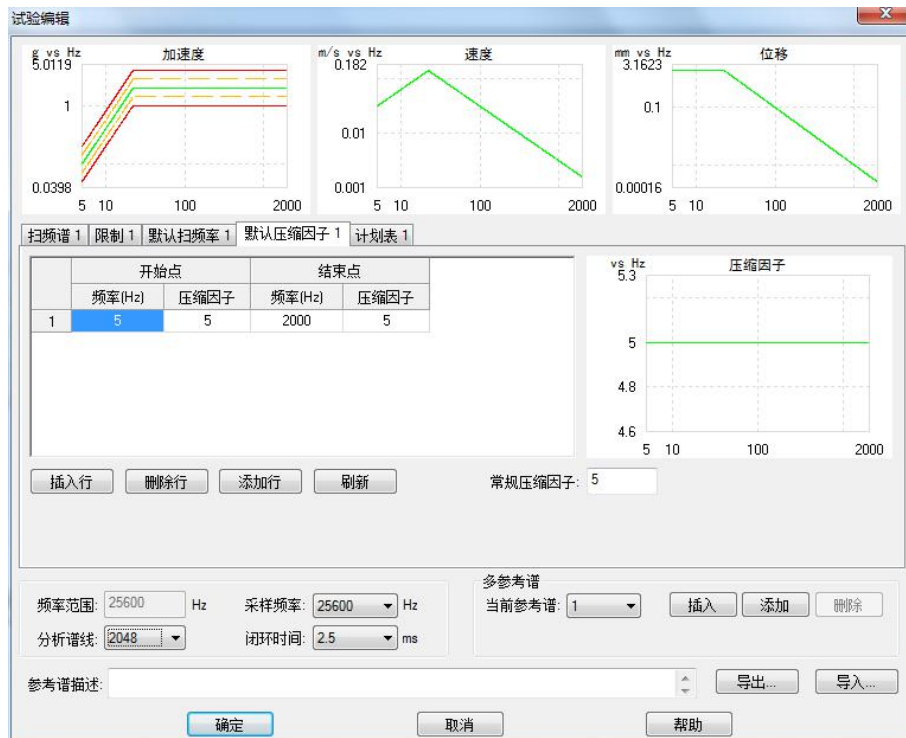 试验编辑
g vs Hz 加速度 m/s vs Hz 速度 mm vs Hz 位移
5.0119 0.182 3.1623
1 0.01 0.1
0.0398 0.001 0.00016
5 10 100 2000 5 10 100 2000 5 10 100 2000
扫频谱 1 限制 1 默认扫频率 1 默认压缩因子 1 计划表 1
开始点 结束点
频率(Hz) 压缩因子 频率(Hz) 压缩因子
1 5 5 2000 5
vs Hz 压缩因子
5.3
5
4.8
4.6
5 10 100 2000
插入行 删除行 添加行 刷新 常规压缩因子: 5
多参考谱
频率范围: 25600 Hz 采样频率: 25600 Hz 当前参考谱: 1 插入 添加 删除
分析谱线: 2048 闭环时间: 2.5 ms
参考谱描述: 导出... 导入...
确定 取消 帮助